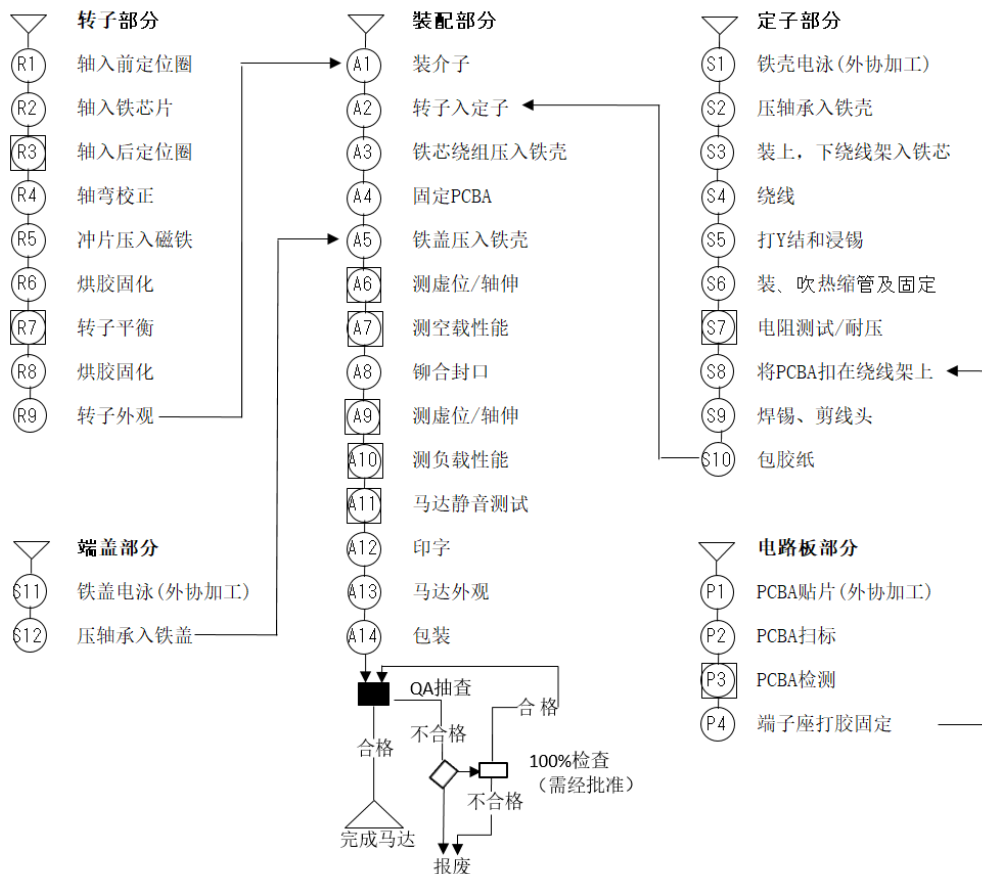 转子部分
R1 轴入前定位圈
R2 轴入铁芯片
R3 轴入后定位圈
R4 轴弯校正
R5 冲片压入磁铁
R6 烘胶固化
R7 转子平衡
R8 烘胶固化
R9 转子外观
端盖部分
S11 铁盖电泳(外协加工)
S12 压轴承入铁盖
装配部分
A1 装介子
A2 转子入定子
A3 铁芯绕组压入铁壳
A4 固定PCBA
A5 铁盖压入铁壳
A6 测虚位/轴伸
A7 测空载性能
A8 铆合封口
A9 测虚位/轴伸
A10 测负载性能
A11 马达静音测试
A12 印字
A13 马达外观
A14 包装
QA抽查
合格
不合格
合格
100%检查
（需经批准）
不合格
完成马达
报废
定子部分
S1 铁壳电泳(外协加工)
S2 压轴承入铁壳
S3 装上，下绕线架入铁芯
S4 绕线
S5 打Y结和浸锡
S6 装、吹热缩管及固定
S7 电阻测试/耐压
S8 将PCBA扣在绕线架上
S9 焊锡、剪线头
S10 包胶纸
电路板部分
P1 PCBA贴片(外协加工)
P2 PCBA扫标
P3 PCBA检测
P4 端子座打胶固定